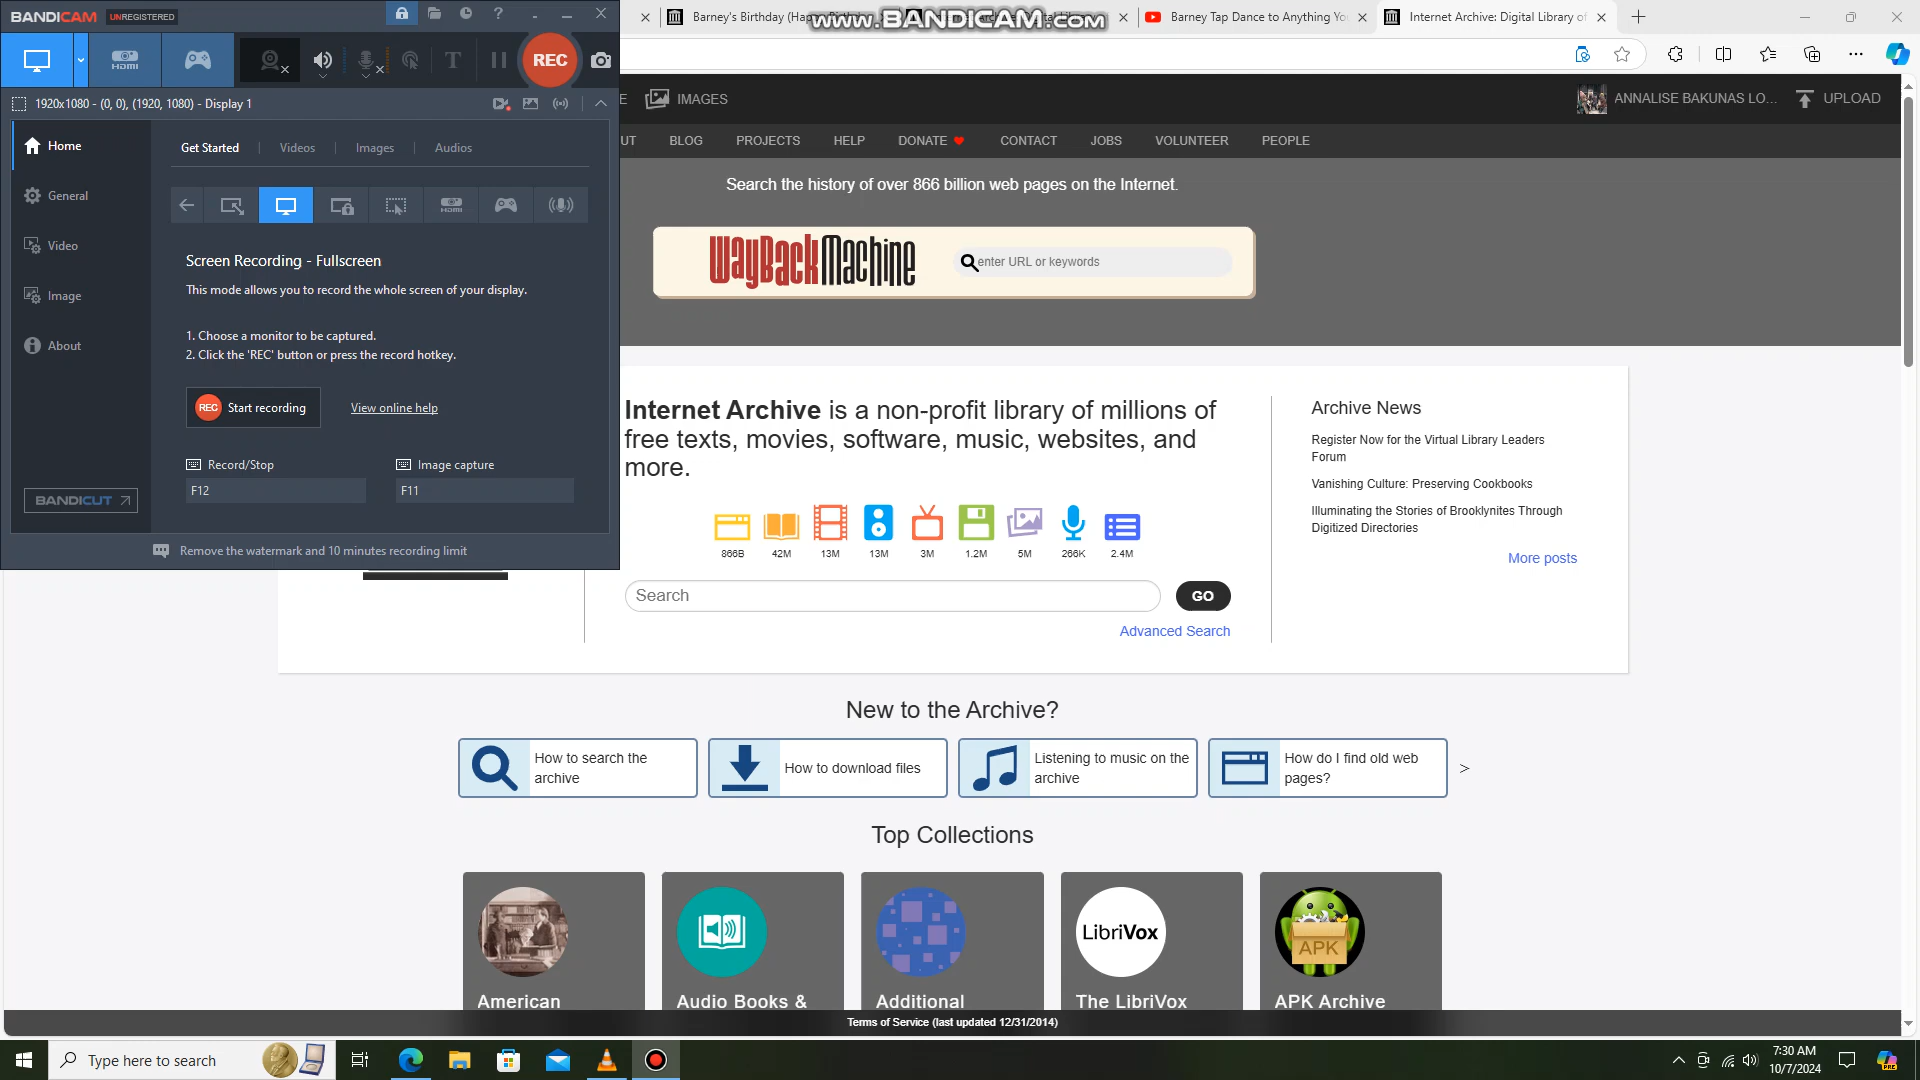 BANDICAM UNREGISTERED
?
Barney's Birthday (Hap
www.BANDICAM.com
Barney Tap Dance to Anything Yo
Internet Archive: Digital Library of
HDMI
T
REC
1920x1080 - (0, 0), (1920, 1080) - Display 1
E
IMAGES
ANNALISE BAKUNAS LO...
UPLOAD
UT
BLOG
PROJECTS
HELP
DONATE
CONTACT
JOBS
VOLUNTEER
PEOPLE
Home
General
Video
Image
About
BANDICUT
Get Started
Videos
Images
Audios
HDMI
Screen Recording - Fullscreen
This mode allows you to record the whole screen of your display.
1. Choose a monitor to be captured.
2. Click the 'REC' button or press the record hotkey.
REC Start recording
View online help
Record/Stop
F12
Image capture
F11
Remove the watermark and 10 minutes recording limit
Search the history of over 866 billion web pages on the Internet.
WayBackMachine
enter URL or keywords
Internet Archive is a non-profit library of millions of
free texts, movies, software, music, websites, and
more.
866B
42M
13M
13M
3M
1.2M
5M
266K
2.4M
Search
GO
Advanced Search
Archive News
Register Now for the Virtual Library Leaders
Forum
Vanishing Culture: Preserving Cookbooks
Illuminating the Stories of Brooklynites Through
Digitized Directories
More posts
New to the Archive?
How to search the
archive
How to download files
Listening to music on the
archive
How do I find old web
pages?
>
Top Collections
American
Audio Books &
Additional
LibriVox
The LibriVox
APK
APK Archive
Terms of Service (last updated 12/31/2014)
Type here to search
7:30 AM
10/7/2024
PRE